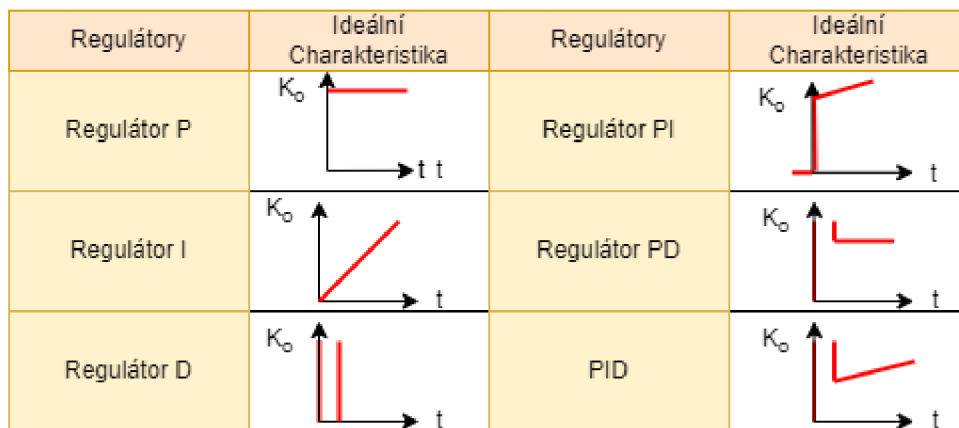 Regulátory
Ideální
Charakteristika
Regulátory
Ideální
Charakteristika
Regulátor P
Ko
t t
Regulátor PI
Ko
t
Regulátor I
Ko
t
Regulátor PD
Ko
t
Regulátor D
Ko
t
PID
Ko
t